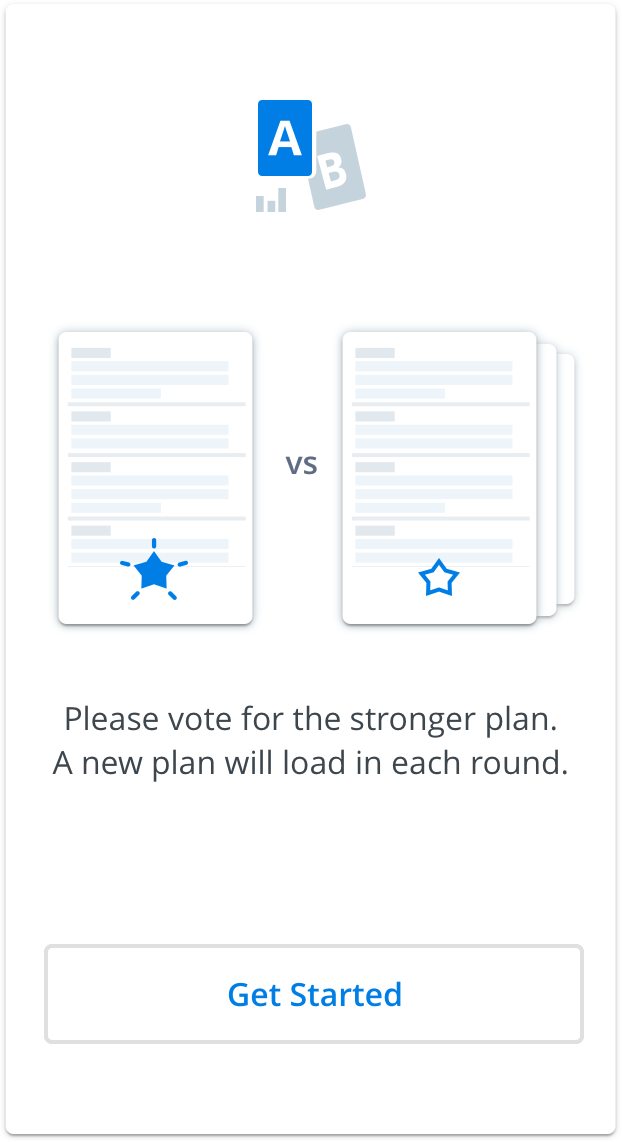 A
B
vs
Please vote for the stronger plan.
A new plan will load in each round.
Get Started